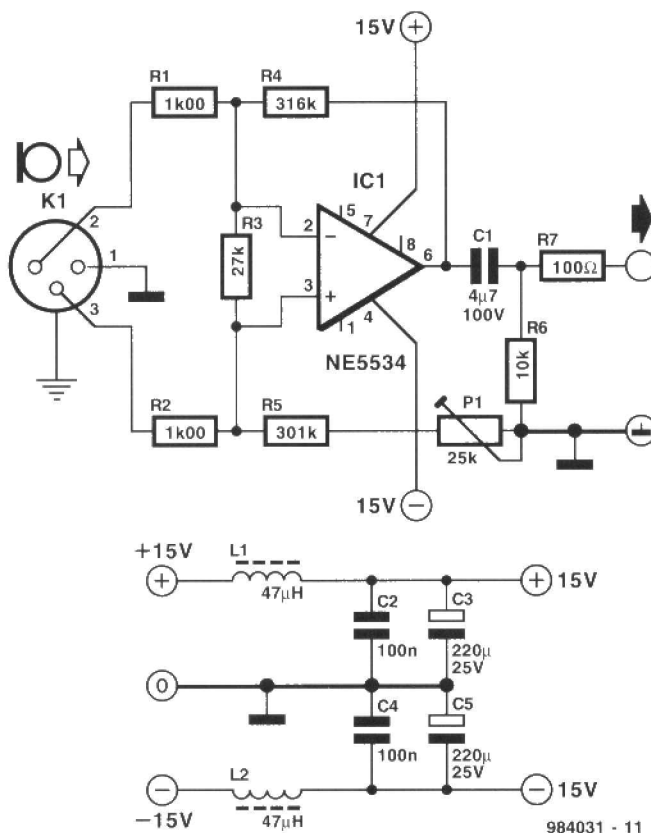 15V +
R1
R4
1k00
316k
K1
2
1
3
IC1
5
7
2
R3
27k
−
8
6
3
+
1
4
C1
4μ7
100V
R7
100Ω
NE5534
R6
10k
R2
R5
1k00
301k
P1
25k
15V −
+15V
+
L1
47μH
+ 15V
C2
100n
C3
220μ
25V
0
C4
100n
C5
220μ
25V
L2
47μH
−
−15V
− 15V
984031 - 11